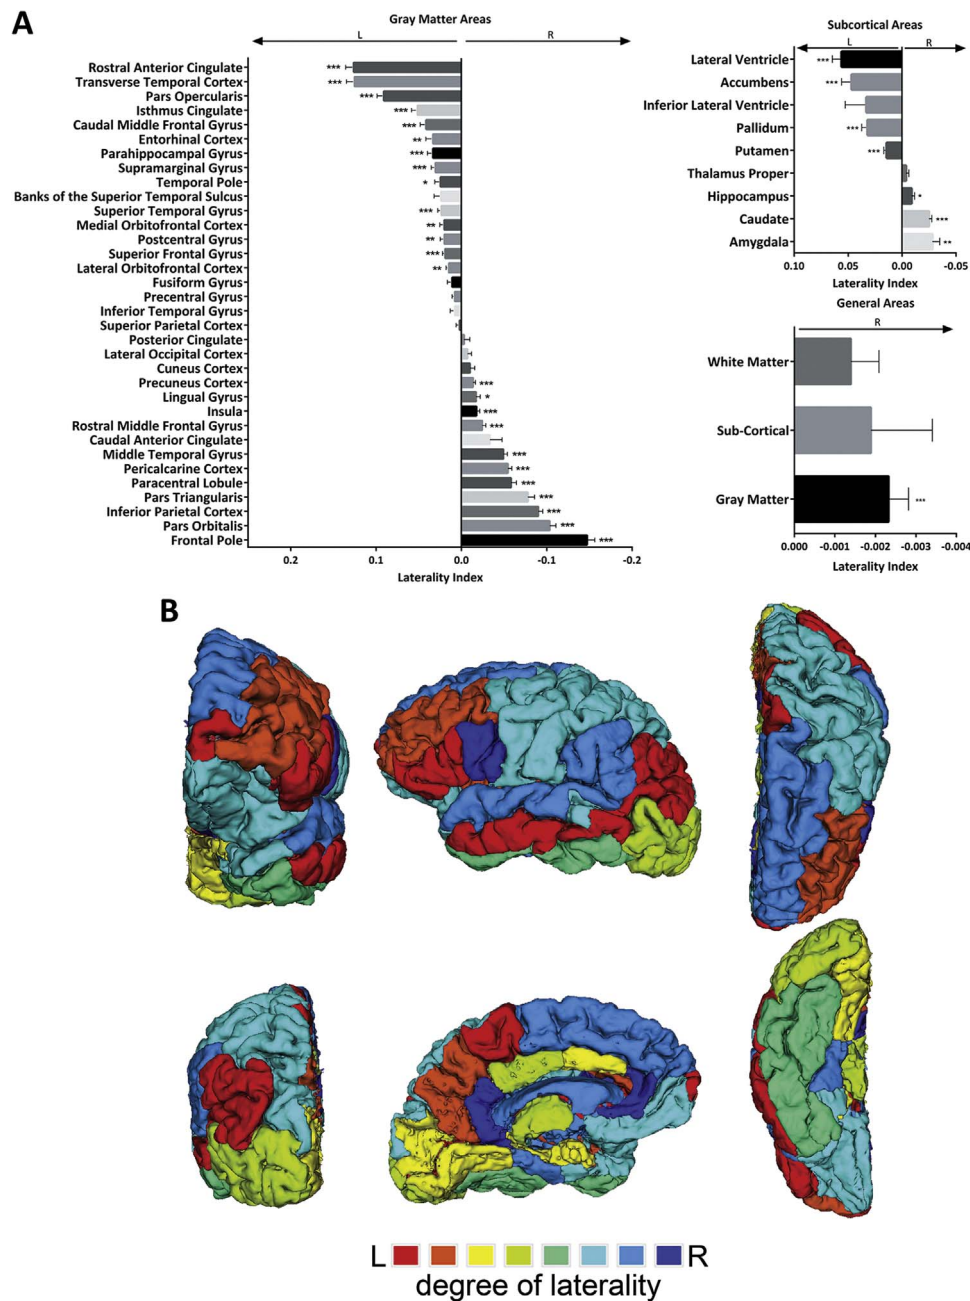 A
Gray Matter Areas
L
R
Rostral Anterior Cingulate ***
Transverse Temporal Cortex ***
Pars Opercularis ***
Isthmus Cingulate ***
Caudal Middle Frontal Gyrus ***
Entorhinal Cortex **
Parahippocampal Gyrus ***
Supramarginal Gyrus ***
Temporal Pole *
Banks of the Superior Temporal Sulcus
Superior Temporal Gyrus ***
Medial Orbitofrontal Cortex **
Postcentral Gyrus **
Superior Frontal Gyrus ***
Lateral Orbitofrontal Cortex **
Fusiform Gyrus
Precentral Gyrus
Inferior Temporal Gyrus
Superior Parietal Cortex
Posterior Cingulate
Lateral Occipital Cortex
Cuneus Cortex
Precuneus Cortex ***
Lingual Gyrus *
Insula ***
Rostral Middle Frontal Gyrus ***
Caudal Anterior Cingulate
Middle Temporal Gyrus ***
Pericalcarine Cortex ***
Paracentral Lobule ***
Pars Triangularis ***
Inferior Parietal Cortex ***
Pars Orbitalis ***
Frontal Pole ***
0.2 0.1 0.0 -0.1 -0.2
Laterality Index
Subcortical Areas
L
R
Lateral Ventricle ***
Accumbens ***
Inferior Lateral Ventricle
Pallidum ***
Putamen ***
Thalamus Proper
Hippocampus *
Caudate ***
Amygdala **
0.10 0.05 0.00 -0.05
Laterality Index
General Areas
R
White Matter
Sub-Cortical
Gray Matter ***
0.000 -0.001 -0.002 -0.003 -0.004
Laterality Index
B
L R
degree of laterality